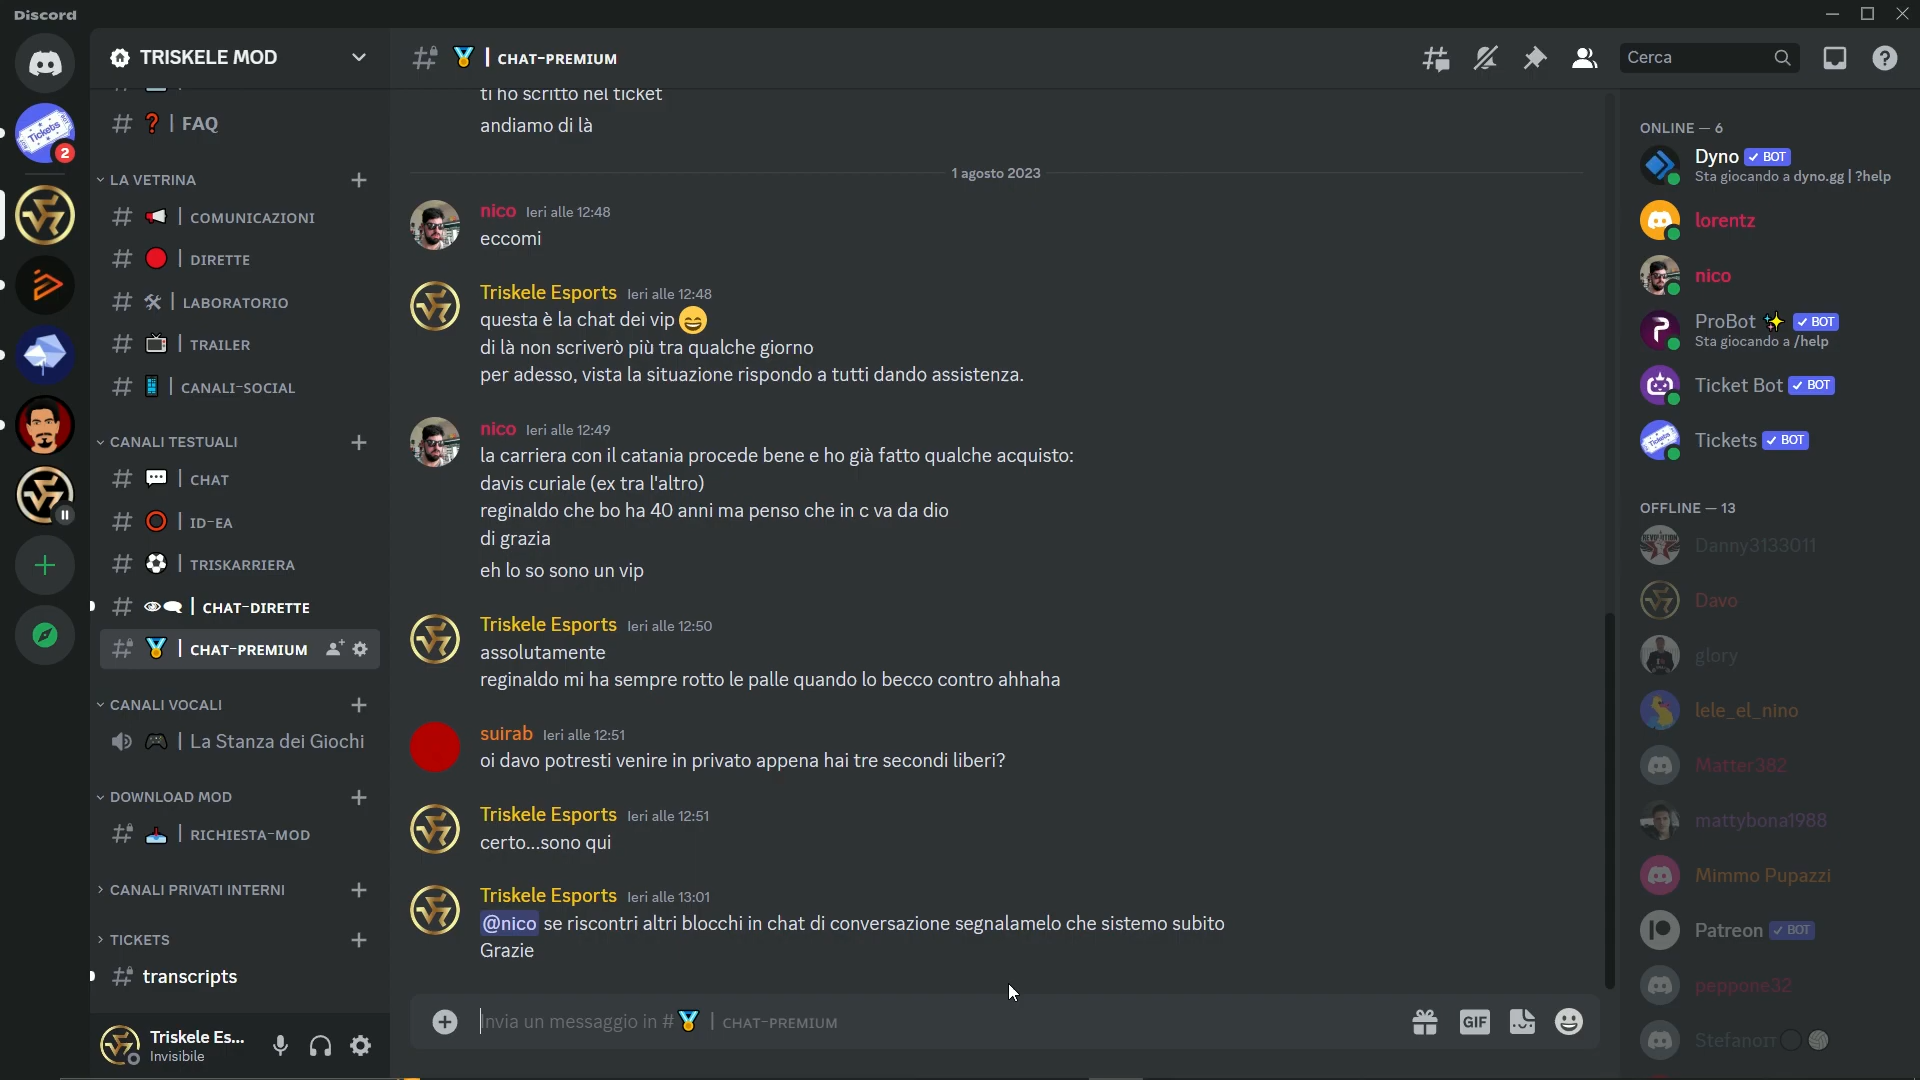 Discord
TRISKELE MOD
FAQ
LA VETRINA
COMUNICAZIONI
DIRETTE
LABORATORIO
TRAILER
CANALI-SOCIAL
CANALI TESTUALI
CHAT
ID-EA
TRISKARRIERA
CHAT-DIRETTE
CHAT-PREMIUM
CANALI VOCALI
La Stanza dei Giochi
DOWNLOAD MOD
RICHIESTA-MOD
CANALI PRIVATI INTERNI
TICKETS
transcripts
Triskele Es...
Invisibile
Tickets
2
| CHAT-PREMIUM
Cerca
ti ho scritto nel ticket
andiamo di là
1 agosto 2023
nico Ieri alle 12:48
eccomi
Triskele Esports Ieri alle 12:48
questa è la chat dei vip 😄
di là non scriverò più tra qualche giorno
per adesso, vista la situazione rispondo a tutti dando assistenza.
nico Ieri alle 12:49
la carriera con il catania procede bene e ho già fatto qualche acquisto:
davis curiale (ex tra l'altro)
reginaldo che bo ha 40 anni ma penso che in c va da dio
di grazia
eh lo so sono un vip
Triskele Esports Ieri alle 12:50
assolutamente
reginaldo mi ha sempre rotto le palle quando lo becco contro ahhaha
suirab Ieri alle 12:51
oi davo potresti venire in privato appena hai tre secondi liberi?
Triskele Esports Ieri alle 12:51
certo...sono qui
Triskele Esports Ieri alle 13:01
@nico se riscontri altri blocchi in chat di conversazione segnalamelo che sistemo subito
Grazie
Invia un messaggio in #🏅 | CHAT-PREMIUM
GIF
ONLINE — 6
Dyno ✓ BOT
Sta giocando a dyno.gg | ?help
lorentz
nico
ProBot ✨ ✓ BOT
Sta giocando a /help
Ticket Bot ✓ BOT
Tickets ✓ BOT
OFFLINE — 13
Danny3133011
Davo
glory
lele_el_nino
Matter382
mattybona1988
Mimmo Pupazzi
Patreon ✓ BOT
peppone32
Stefanorr